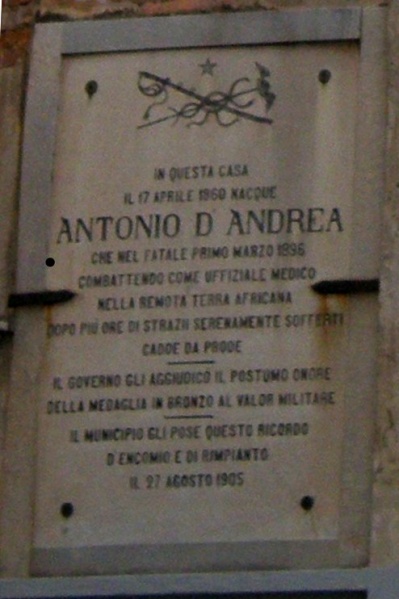 IN QUESTA CASA
IL 17 APRILE 1860 NACQUE
ANTONIO D'ANDREA
CHE NEL FATALE PRIMO MARZO 1896
COMBATTENDO COME UFFIZIALE MEDICO
NELLA REMOTA TERRA AFRICANA
DOPO PIÙ ORE DI STRAZII SERENAMENTE SOFFERTI
CADDE DA PRODE
IL GOVERNO GLI AGGIUDICÒ IL POSTUMO ONORE
DELLA MEDAGLIA IN BRONZO AL VALOR MILITARE
IL MUNICIPIO GLI POSE QUESTO RICORDO
D'ENCOMIO E DI RIMPIANTO
IL 27 AGOSTO 1905